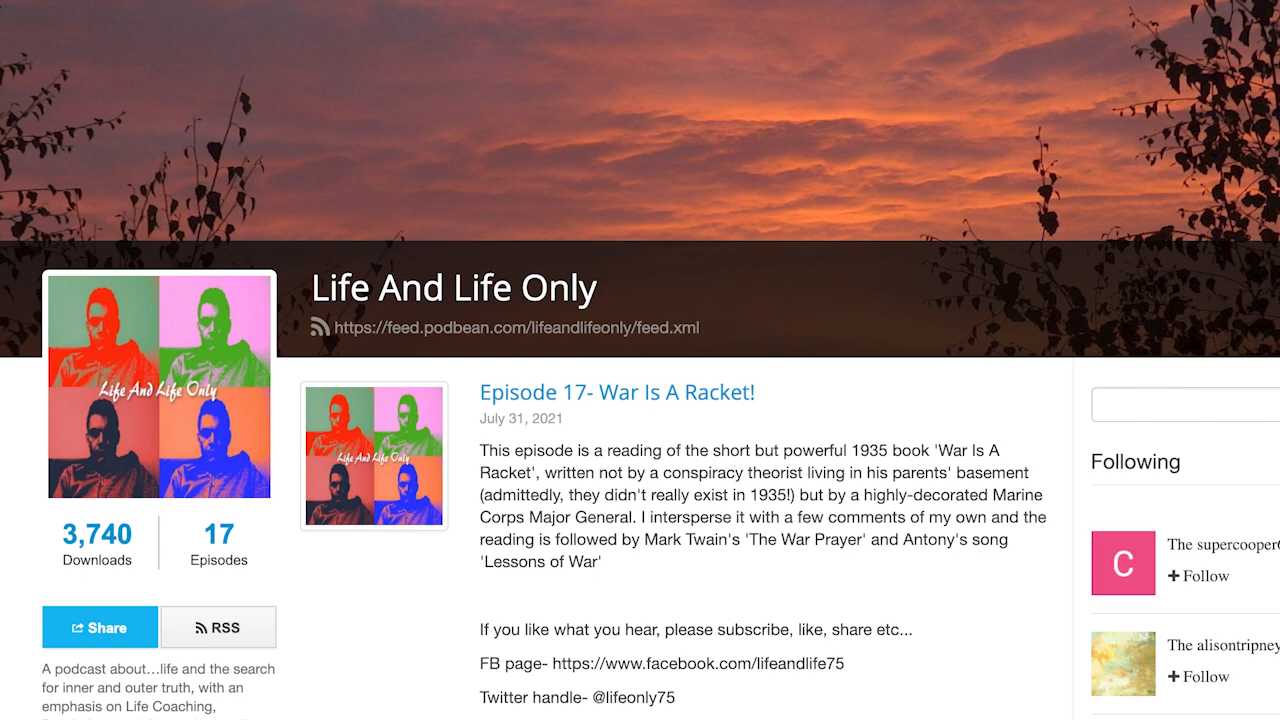 Life And Life Only
https://feed.podbean.com/lifeandlifeonly/feed.xml
Life And Life Only
3,740
Downloads
17
Episodes
Share
RSS
A podcast about…life and the search
for inner and outer truth, with an
emphasis on Life Coaching,
Life And Life Only
Episode 17- War Is A Racket!
July 31, 2021
This episode is a reading of the short but powerful 1935 book 'War Is A
Racket', written not by a conspiracy theorist living in his parents' basement
(admittedly, they didn't really exist in 1935!) but by a highly-decorated Marine
Corps Major General. I intersperse it with a few comments of my own and the
reading is followed by Mark Twain's 'The War Prayer' and Antony's song
'Lessons of War'
If you like what you hear, please subscribe, like, share etc...
FB page- https://www.facebook.com/lifeandlife75
Twitter handle- @lifeonly75
Following
C
The supercooper
Follow
The alisontripney
Follow